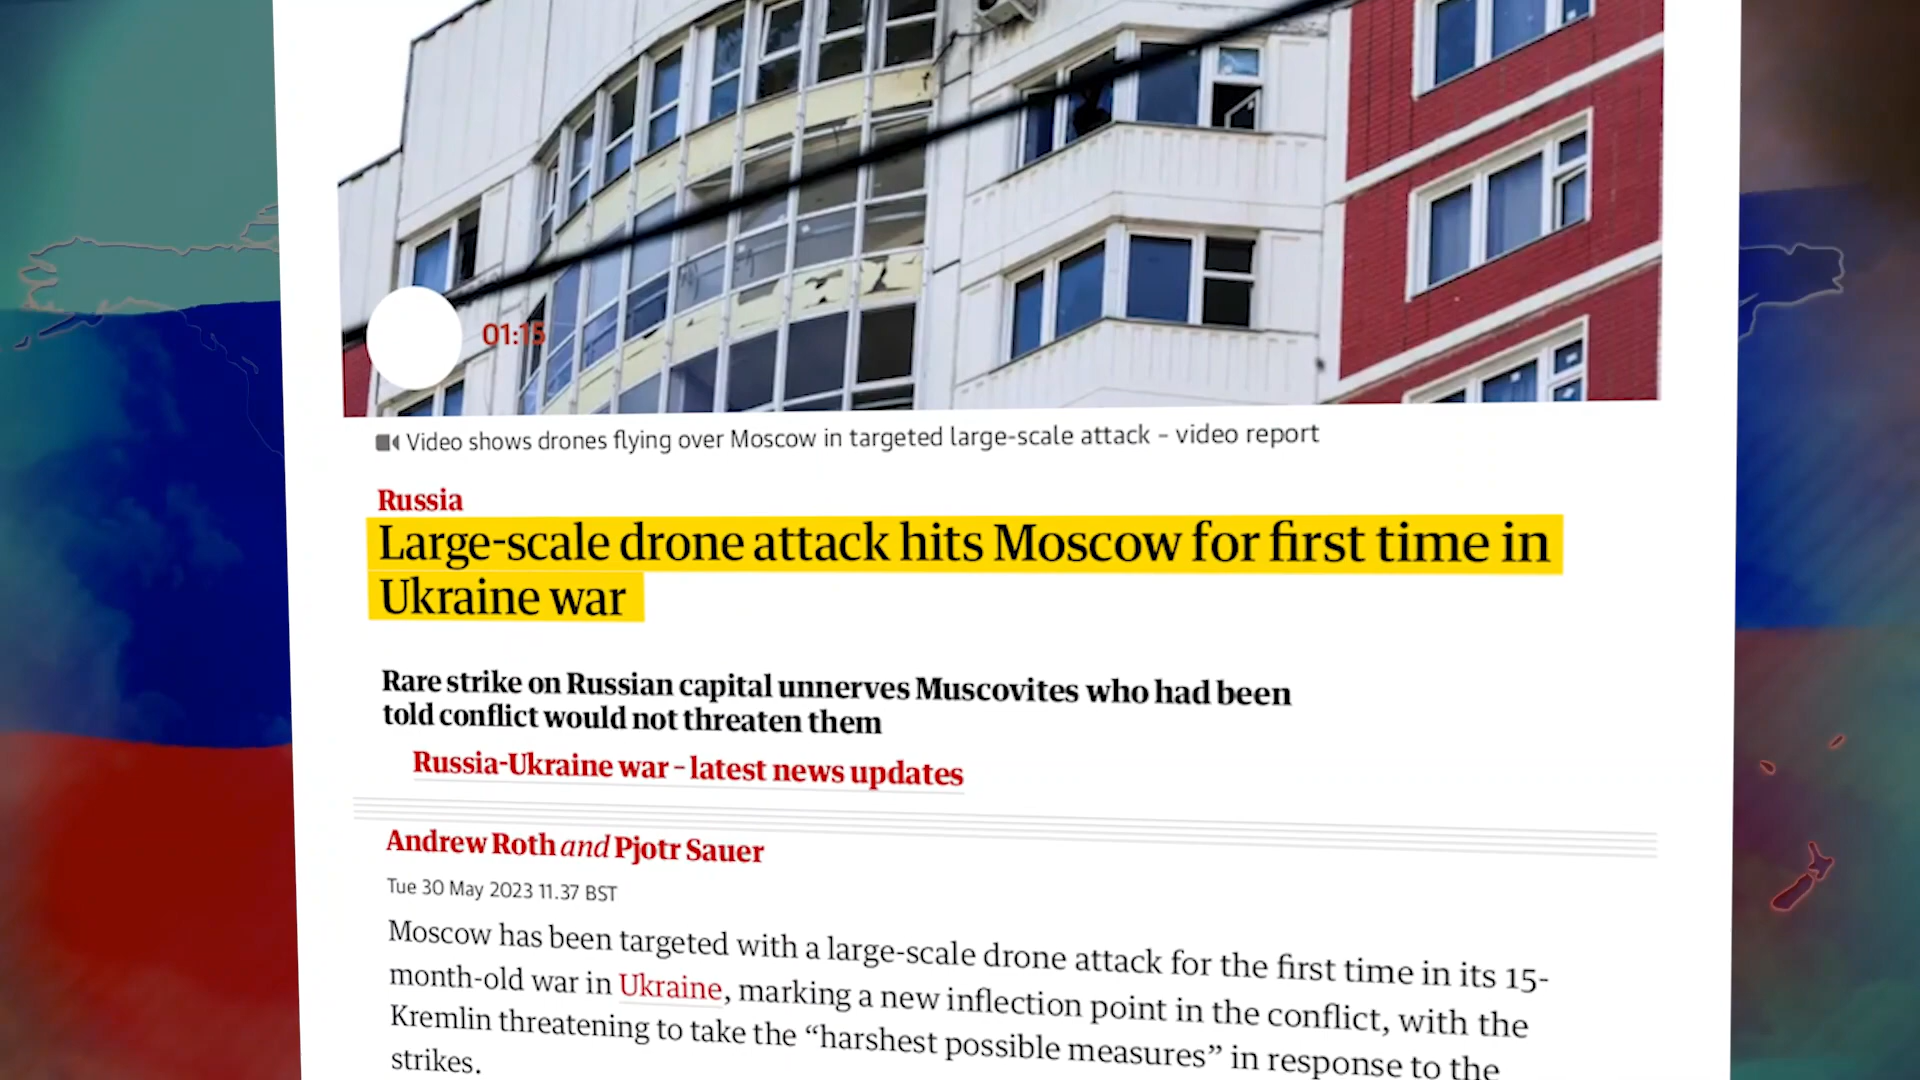 01:15
Video shows drones flying over Moscow in targeted large-scale attack – video report
Russia
Large-scale drone attack hits Moscow for first time in
Ukraine war
Rare strike on Russian capital unnerves Muscovites who had been
told conflict would not threaten them
Russia-Ukraine war – latest news updates
Andrew Roth and Pjotr Sauer
Tue 30 May 2023 11.37 BST
Moscow has been targeted with a large-scale drone attack for the first time in its 15-
month-old war in Ukraine, marking a new inflection point in the conflict, with the
Kremlin threatening to take the “harshest possible measures” in response to the
strikes.